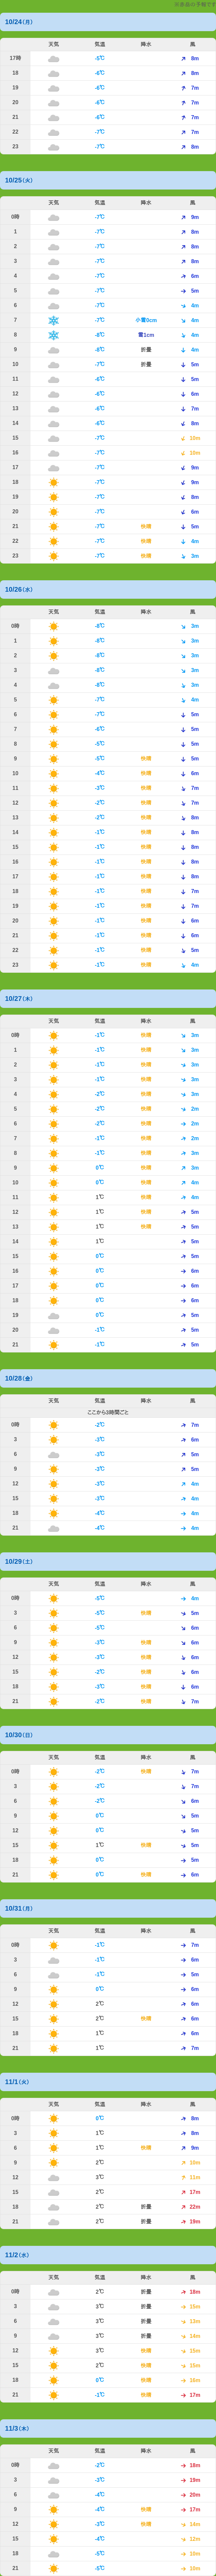 ※本日の予報です
10/24(月)
天気 気温 降水 風
17時 -5℃ 8m
18 -6℃ 8m
19 -6℃ 7m
20 -6℃ 7m
21 -6℃ 7m
22 -7℃ 7m
23 -7℃ 8m
10/25(火)
天気 気温 降水 風
0時 -7℃ 9m
1 -7℃ 8m
2 -7℃ 8m
3 -7℃ 8m
4 -7℃ 6m
5 -7℃ 5m
6 -7℃ 4m
7 -7℃ 小雪0cm 4m
8 -8℃ 雪1cm 4m
9 -8℃ 折畳 4m
10 -7℃ 折畳 5m
11 -6℃ 5m
12 -6℃ 6m
13 -6℃ 7m
14 -6℃ 8m
15 -7℃ 10m
16 -7℃ 10m
17 -7℃ 9m
18 -7℃ 9m
19 -7℃ 8m
20 -7℃ 6m
21 -7℃ 快晴 5m
22 -7℃ 快晴 4m
23 -7℃ 快晴 3m
10/26(水)
天気 気温 降水 風
0時 -8℃ 3m
1 -8℃ 3m
2 -8℃ 3m
3 -8℃ 3m
4 -8℃ 3m
5 -7℃ 4m
6 -7℃ 5m
7 -6℃ 5m
8 -5℃ 5m
9 -5℃ 快晴 5m
10 -4℃ 快晴 6m
11 -3℃ 快晴 7m
12 -2℃ 快晴 7m
13 -2℃ 快晴 8m
14 -1℃ 快晴 8m
15 -1℃ 快晴 8m
16 -1℃ 快晴 8m
17 -1℃ 快晴 8m
18 -1℃ 快晴 7m
19 -1℃ 快晴 7m
20 -1℃ 快晴 6m
21 -1℃ 快晴 6m
22 -1℃ 快晴 5m
23 -1℃ 快晴 4m
10/27(木)
天気 気温 降水 風
0時 -1℃ 快晴 3m
1 -1℃ 快晴 3m
2 -1℃ 快晴 3m
3 -1℃ 快晴 3m
4 -2℃ 快晴 3m
5 -2℃ 快晴 2m
6 -2℃ 快晴 2m
7 -1℃ 快晴 2m
8 -1℃ 快晴 3m
9 0℃ 快晴 3m
10 0℃ 快晴 4m
11 1℃ 快晴 4m
12 1℃ 快晴 5m
13 1℃ 快晴 5m
14 1℃ 5m
15 0℃ 5m
16 0℃ 6m
17 0℃ 6m
18 0℃ 6m
19 0℃ 5m
20 -1℃ 5m
21 -1℃ 5m
10/28(金)
天気 気温 降水 風
ここから3時間ごと
0時 -2℃ 7m
3 -3℃ 6m
6 -3℃ 5m
9 -3℃ 5m
12 -3℃ 4m
15 -3℃ 4m
18 -4℃ 4m
21 -4℃ 4m
10/29(土)
天気 気温 降水 風
0時 -5℃ 4m
3 -5℃ 快晴 5m
6 -5℃ 5m
9 -3℃ 快晴 6m
12 -3℃ 快晴 6m
15 -2℃ 快晴 6m
18 -3℃ 快晴 6m
21 -2℃ 快晴 7m
10/30(日)
天気 気温 降水 風
0時 -2℃ 快晴 7m
3 -2℃ 7m
6 -2℃ 6m
9 0℃ 5m
12 0℃ 5m
15 1℃ 快晴 5m
18 0℃ 5m
21 0℃ 快晴 6m
10/31(月)
天気 気温 降水 風
0時 -1℃ 7m
3 -1℃ 6m
6 -1℃ 5m
9 0℃ 6m
12 2℃ 6m
15 2℃ 快晴 6m
18 1℃ 6m
21 1℃ 7m
11/1(火)
天気 気温 降水 風
0時 0℃ 8m
3 1℃ 8m
6 1℃ 快晴 9m
9 2℃ 10m
12 3℃ 11m
15 2℃ 17m
18 2℃ 折畳 22m
21 3℃ 折畳 19m
11/2(水)
天気 気温 降水 風
0時 2℃ 折畳 18m
3 3℃ 折畳 15m
6 3℃ 折畳 13m
9 3℃ 折畳 14m
12 3℃ 快晴 15m
15 2℃ 快晴 15m
18 0℃ 快晴 16m
21 -1℃ 快晴 17m
11/3(木)
天気 気温 降水 風
0時 -2℃ 18m
3 -3℃ 19m
6 -4℃ 20m
9 -4℃ 快晴 17m
12 -3℃ 快晴 14m
15 -4℃ 12m
18 -5℃ 10m
21 -5℃ 10m